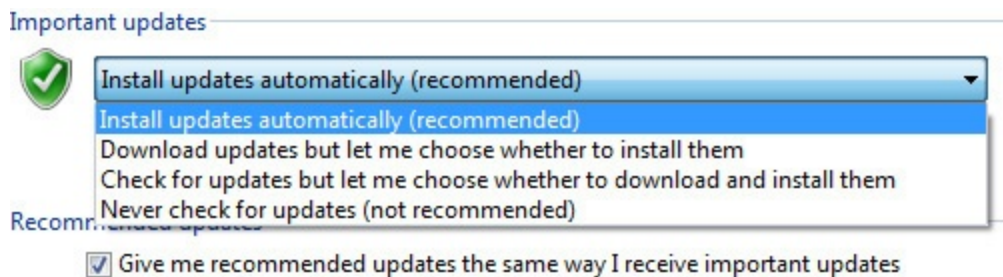 Important updates
Install updates automatically (recommended)
Install updates automatically (recommended)
Download updates but let me choose whether to install them
Check for updates but let me choose whether to download and install them
Never check for updates (not recommended)
Recommended updates
Give me recommended updates the same way I receive important updates